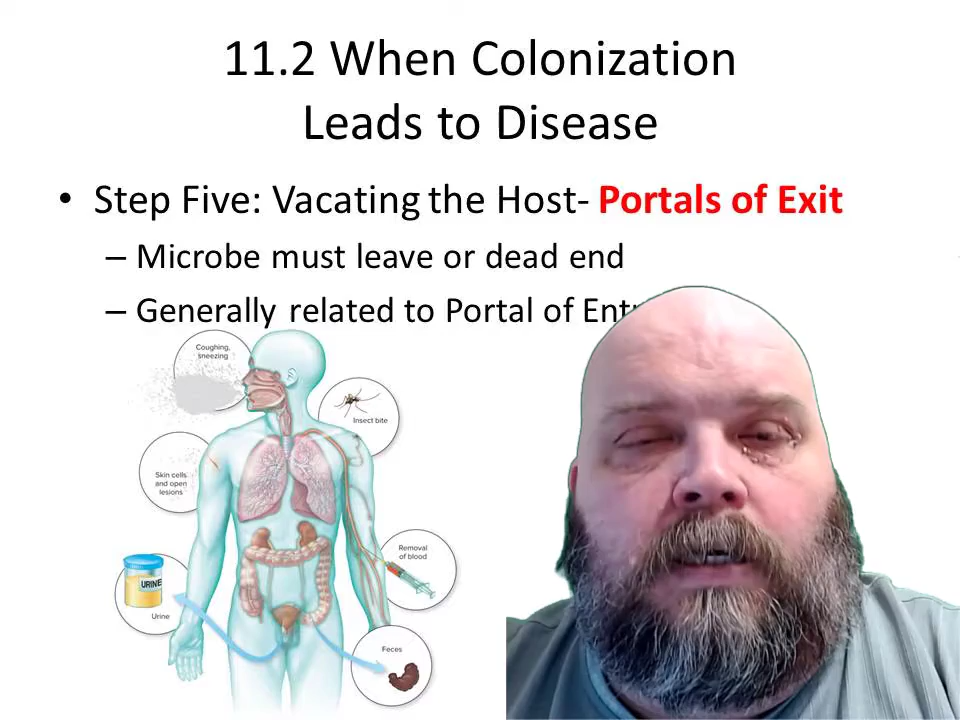 11.2 When Colonization
Leads to Disease
• Step Five: Vacating the Host- Portals of Exit
– Microbe must leave or dead end
– Generally related to Portal of
Coughing,
sneezing
Insect bite
Skin cells
and open
lesions
Removal
of blood
URINE
Urine
Feces